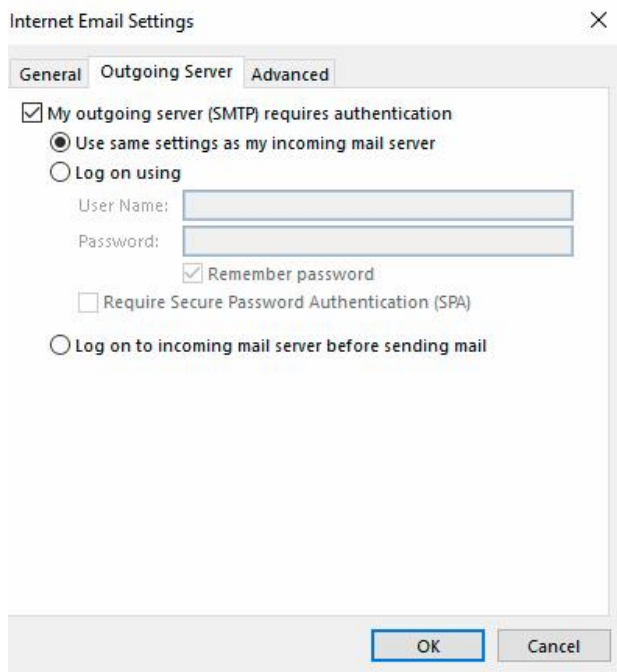 Internet Email Settings
General Outgoing Server Advanced
My outgoing server (SMTP) requires authentication
Use same settings as my incoming mail server
Log on using
User Name:
Password:
Remember password
Require Secure Password Authentication (SPA)
Log on to incoming mail server before sending mail
OK Cancel